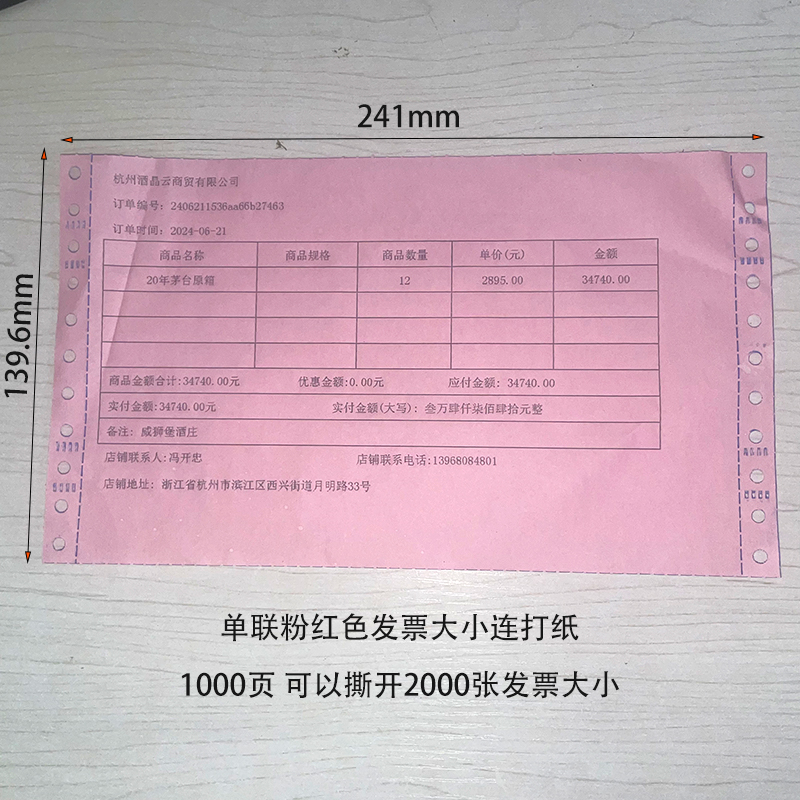 241mm
139.6mm
杭州酒晶云商贸有限公司
订单编号：2406211536aa66b27463
订单时间：2024-06-21
商品名称 商品规格 商品数量 单价(元) 金额
20年茅台原箱 12 2895.00 34740.00
商品金额合计:34740.00元 优惠金额:0.00元 应付金额：34740.00
实付金额:34740.00元 实付金额(大写)：叁万肆仟柒佰肆拾元整
备注：威狮堡酒庄
店铺联系人:冯开忠 店铺联系电话:13968084801
店铺地址：浙江省杭州市滨江区西兴街道月明路33号
单联粉红色发票大小连打纸
1000页 可以撕开2000张发票大小